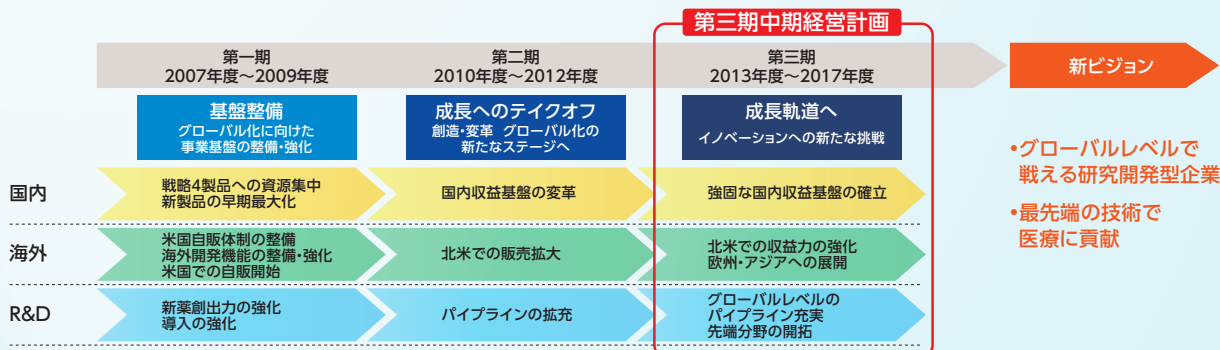 第三期中期経営計画
第一期
2007年度～2009年度
第二期
2010年度～2012年度
第三期
2013年度～2017年度
新ビジョン
基盤整備
グローバル化に向けた
事業基盤の整備・強化
成長へのテイクオフ
創造・変革 グローバル化の
新たなステージへ
成長軌道へ
イノベーションへの新たな挑戦
•グローバルレベルで
戦える研究開発型企業
•最先端の技術で
医療に貢献
国内
戦略4製品への資源集中
新製品の早期最大化
国内収益基盤の変革
強固な国内収益基盤の確立
海外
米国自販体制の整備
海外開発機能の整備・強化
米国での自販開始
北米での販売拡大
北米での収益力の強化
欧州・アジアへの展開
R&D
新薬創出力の強化
導入の強化
パイプラインの拡充
グローバルレベルの
パイプライン充実
先端分野の開拓